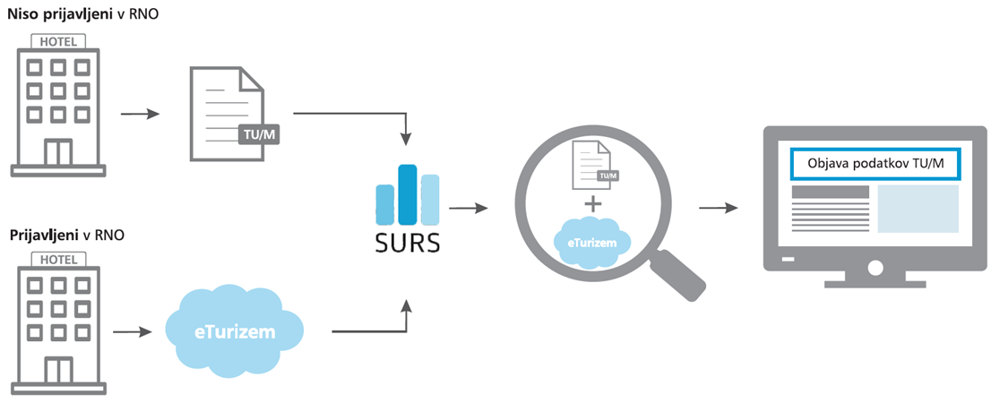 Niso prijavljeni v RNO
HOTEL
TU/M
Prijavljeni v RNO
HOTEL
eTurizem
SURS
TU/M
+
eTurizem
Objava podatkov TU/M